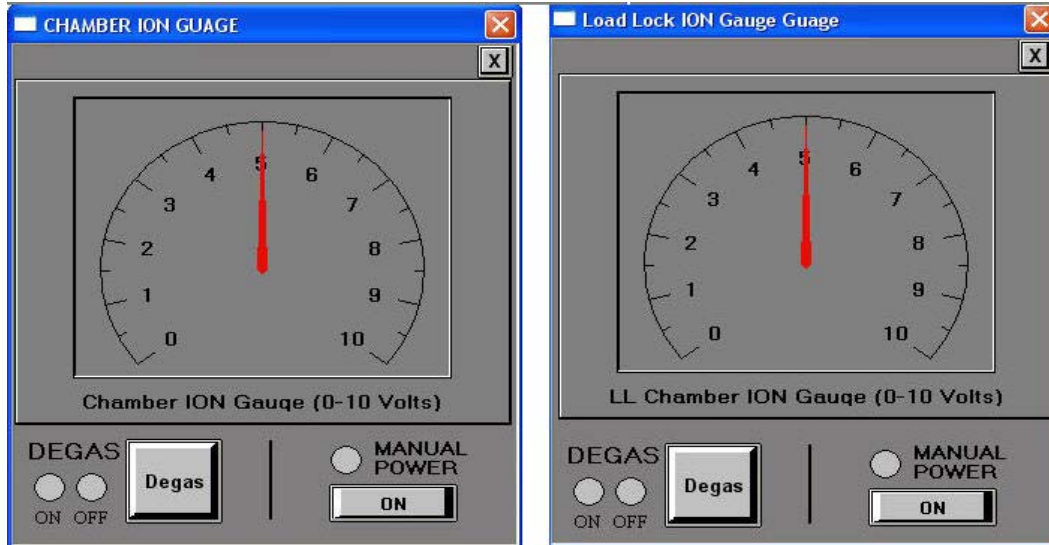 CHAMBER ION GUAGE
X
5
4
6
3
7
2
8
1
9
0
10
Chamber ION Gauge (0-10 Volts)
DEGAS
ON OFF
Degas
MANUAL
POWER
ON
Load Lock ION Gauge Guage
X
5
4
6
3
7
2
8
1
9
0
10
LL Chamber ION Gauge (0-10 Volts)
DEGAS
ON OFF
Degas
MANUAL
POWER
ON